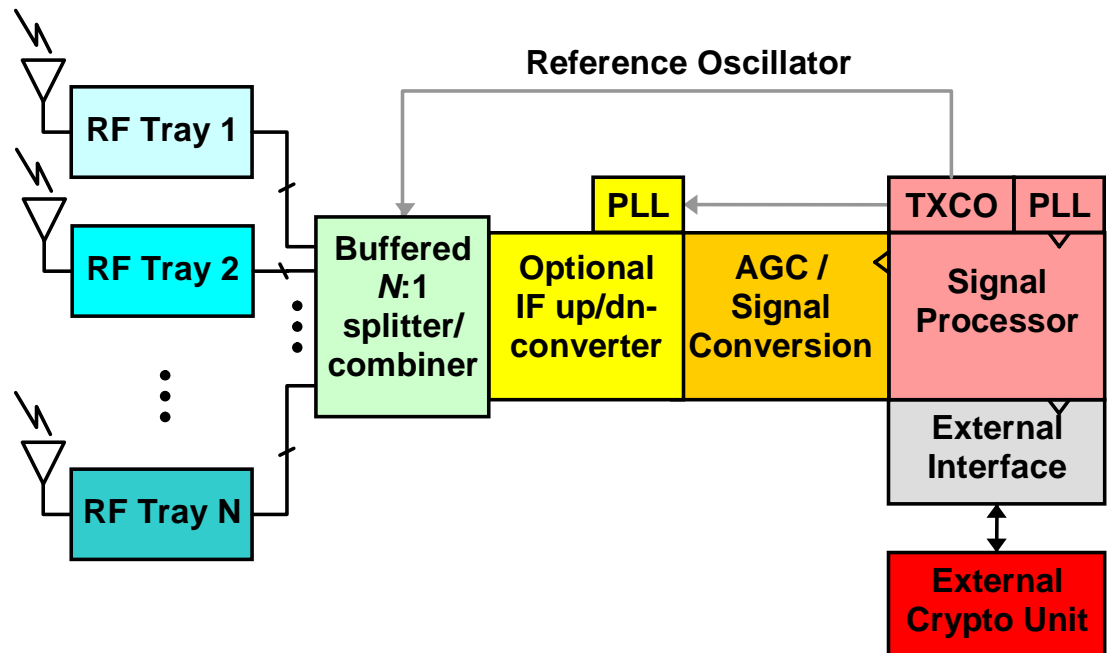 Reference Oscillator
RF Tray 1
RF Tray 2
RF Tray N
Buffered
N:1
splitter/
combiner
PLL
Optional
IF up/dn-
converter
AGC /
Signal
Conversion
TXCO
PLL
Signal
Processor
External
Interface
External
Crypto Unit